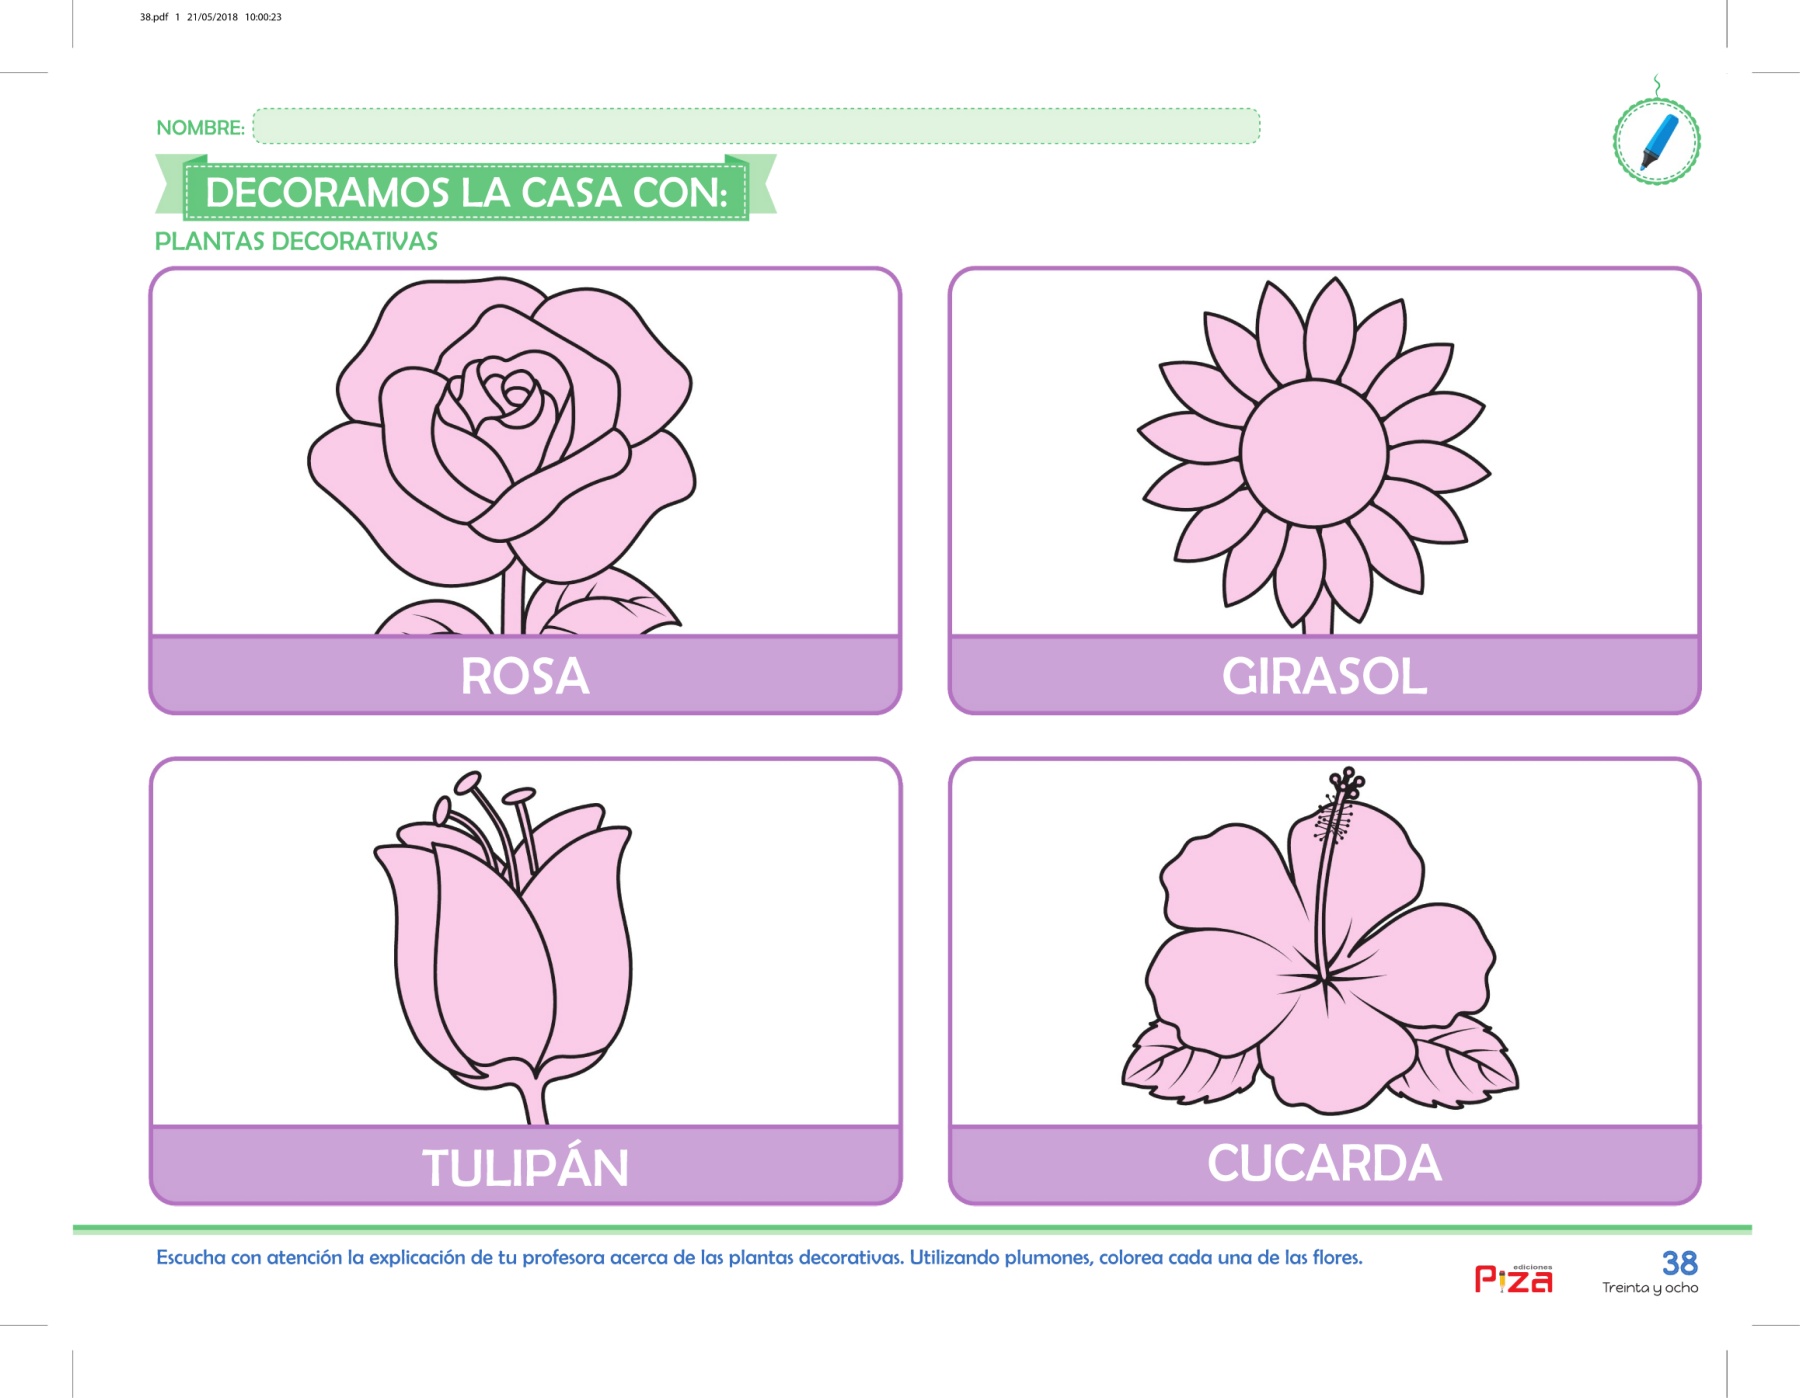 38.pdf 1 21/05/2018 10:00:23
NOMBRE:
DECORAMOS LA CASA CON:
PLANTAS DECORATIVAS
ROSA
GIRASOL
TULIPÁN
CUCARDA
Escucha con atención la explicación de tu profesora acerca de las plantas decorativas. Utilizando plumones, colorea cada una de las flores.
ediciones
Piza
38
Treinta y ocho